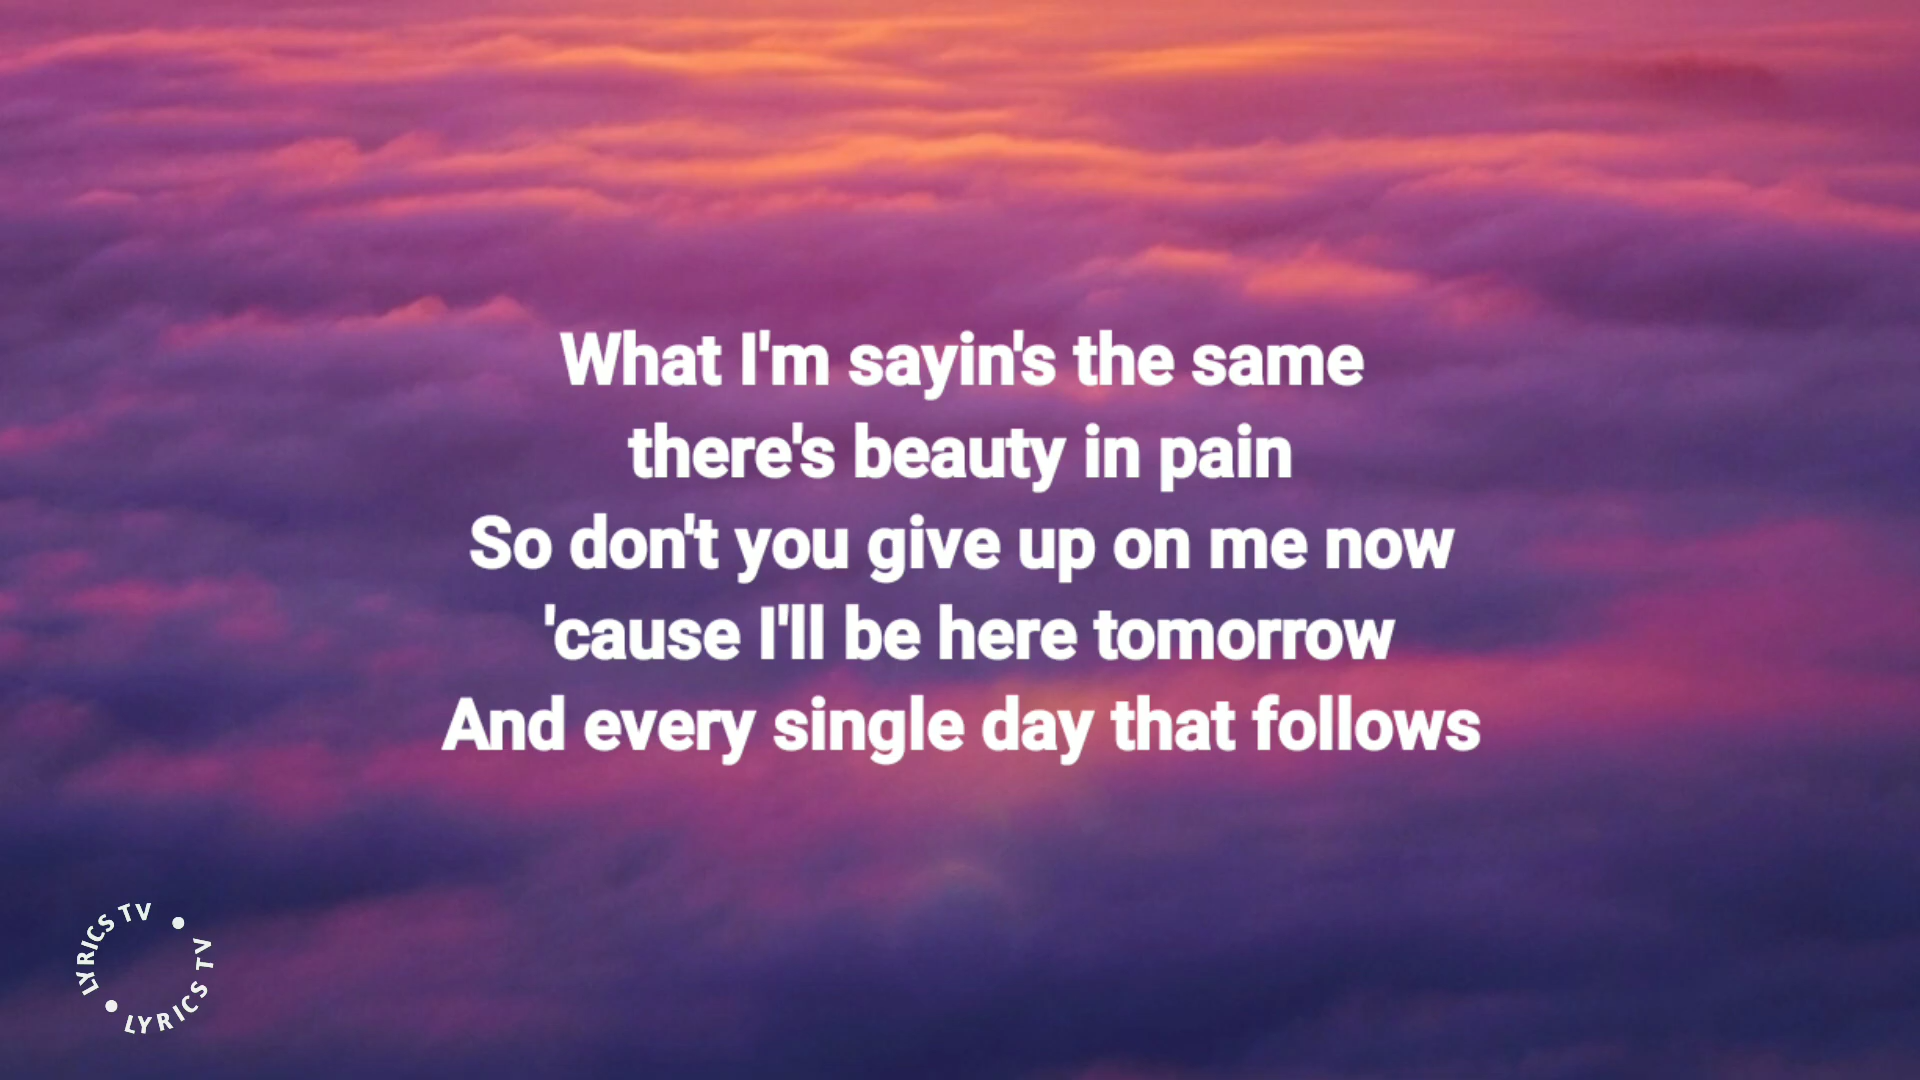 What I'm sayin's the same
there's beauty in pain
So don't you give up on me now
'cause I'll be here tomorrow
And every single day that follows
LYRICS TV • LYRICS TV •